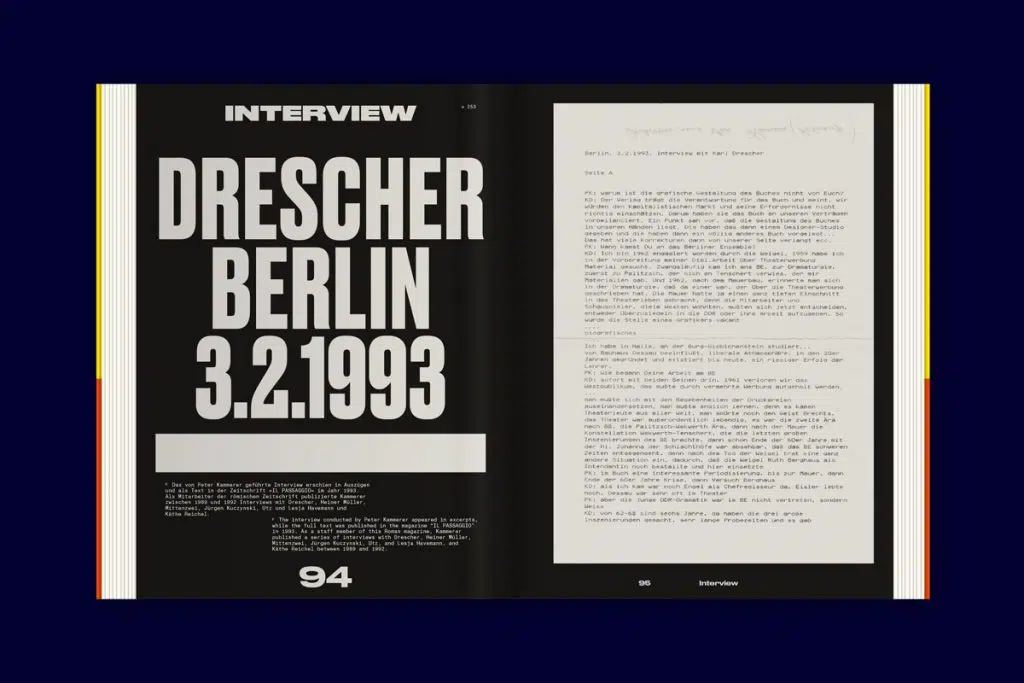 INTERVIEW
DRESCHER
BERLIN
3.2.1993
Das von Peter Kammerer geführte Interview erschien in Auszügen
und als Text in der Zeitschrift «IL PASSAGGIO» im Jahr 1993.
Als Mitarbeiter der römischen Zeitschrift publizierte Kammerer
zwischen 1989 und 1992 Interviews mit Drescher, Heiner Müller,
Mittenzwei, Jürgen Kuczynski, Utz und Lesja Havemann und
Käthe Reichel.
The interview conducted by Peter Kammerer appeared in excerpts,
while the full text was published in the magazine "IL PASSAGGIO"
in 1993. As a staff member of this Roman magazine, Kammerer
published a series of interviews with Drescher, Heiner Müller,
Mittenzwei, Jürgen Kuczynski, Utz, and Lesja Havemann, and
Käthe Reichel between 1989 and 1992.
94
Berlin, 3.2.1993, Interview mit Karl Drescher
Seite A
PK: warum ist die grafische Gestaltung des Buches nicht von Euch?
KD: Der Verlag trägt die Verantwortung für das Buch und meint, wir
würden den kapitalistischen Markt und seine Erfordernisse nicht
richtig einschätzen. Darum haben sie das Buch an unseren Verträgen
vorbeilanciert. Ein Punkt sah vor, daß die Gestaltung des Buches
in unseren Händen liegt. Die haben das dann einem Designer-Studio
gegeben und die haben dann ein völlig anderes Buch vorgelegt...
Das hat viele Korrekturen dann von unserer Seite verlangt etc.
PK: Wann kamst Du an das Berliner Ensemble?
KD: Ich bin 1962 engagiert worden durch die Weigel, 1959 habe ich
in der Vorbereitung meiner Dipl.Arbeit über Theaterwerbung
Material gesucht. Zwangsläufig kam ich ans BE, zur Dramaturgie,
zuerst zu Palitzsch, der mich an Tenschert verwies, der mir
Materialien gab. Und 1962, nach dem Mauerbau, erinnerte man sich
in der Dramaturgie, daß da einer war, der über die Theaterwerbung
geschrieben hat. Die Mauer hatte ja einen ganz tiefen Einschnitt
in das Theaterleben gebracht, denn die Mitarbeiter und
Schauspieler, die im Westen wohnten, mußten sich jetzt entscheiden,
entweder überzusiedeln in die DDR oder ihre Arbeit aufzugeben. So
wurde die Stelle eines Grafikers vakant
....
biografisches
Ich habe in Halle, an der Burg-Giebichenstein studiert...
von Bauhaus Dessau beeinflußt, liberale Athmosphäre, in den 20er
Jahren gegründet und existiert bis heute, ein riesiger Erfolg der
Lehrer.
PK: wie begann Deine Arbeit am BE
KD: sofort mit beiden Beinen drin. 1961 verloren wir das
Westpublikum, das mußte durch vermehrte Werbung aufgeholt werden.
...
man mußte sich mit den Gegebenheiten der Druckereien
auseinandersetzen, man mußte englisch lernen, denn es kamen
Theaterleute aus aller Welt, man spürte noch den Geist Brechts,
das Theater war außerordentlich lebendig, es war die zweite Ära
nach BB, die Palitzsch-Wekwerth Ära, dann nach der Mauer die
Konstellation Wekwerth-Tenschert, die die letzten großen
Inszenierungen des BE brachte, dann schon Ende der 60er Jahre mit
der hl. Johanna der Schlachthöfe war absehbar, daß das BE schweren
Zeiten entgegengeht, denn nach dem Tod der Weigel trat eine ganz
andere Situation ein, dadurch, daß die Weigel Ruth Berghaus als
Intendantin noch bestallte und hier einsetzte
PK: im Buch eine interessante Periodisierung, bis zur Mauer, dann
Ende der 60er Jahre Krise, dann Versuch Berghaus
KD: als ich kam war noch Engel als Chefregisseur da, Eisler lebte
noch, Dessau war sehr oft im Theater
PK: aber die junge DDR-Dramatik war im BE nicht vertreten, sondern
Weiss
KD: von 62-68 sind sechs Jahre, da haben die drei große
Inszenierungen gemacht, sehr lange Probezeiten und es gab
95 Interview